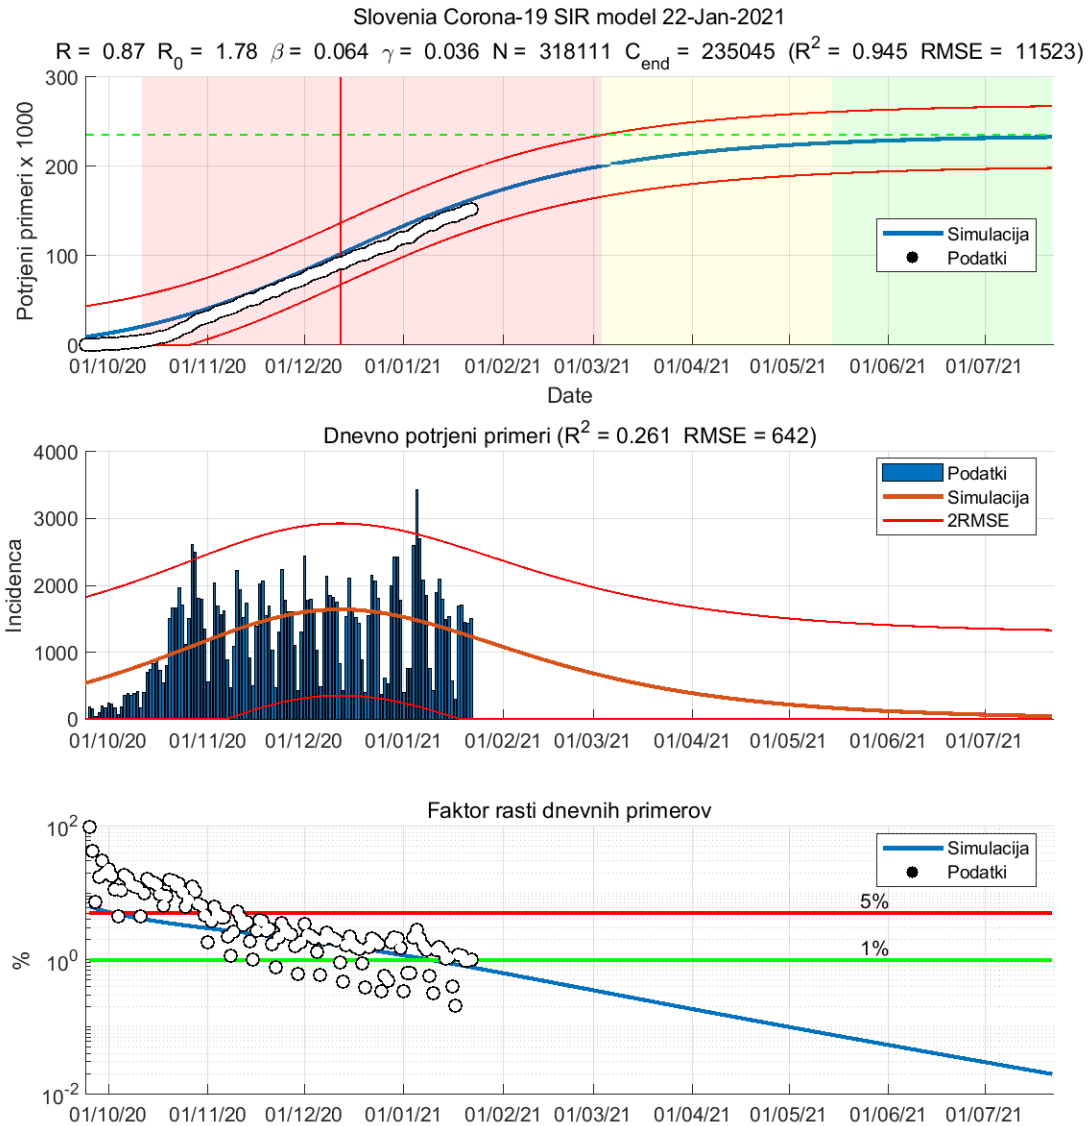 Slovenia Corona-19 SIR model 22-Jan-2021
R = 0.87 R0 = 1.78 β = 0.064 γ = 0.036 N = 318111 Cend = 235045 (R2 = 0.945 RMSE = 11523)
Potrjeni primeri x 1000
300
200
100
0
Simulacija
Podatki
01/10/20 01/11/20 01/12/20 01/01/21 01/02/21 01/03/21 01/04/21 01/05/21 01/06/21 01/07/21
Date
Dnevno potrjeni primeri (R2 = 0.261 RMSE = 642)
Incidenca
4000
3000
2000
1000
0
Podatki
Simulacija
2RMSE
01/10/20 01/11/20 01/12/20 01/01/21 01/02/21 01/03/21 01/04/21 01/05/21 01/06/21 01/07/21
Faktor rasti dnevnih primerov
%
10^2
10^0
10^-2
Simulacija
Podatki
5%
1%
01/10/20 01/11/20 01/12/20 01/01/21 01/02/21 01/03/21 01/04/21 01/05/21 01/06/21 01/07/21